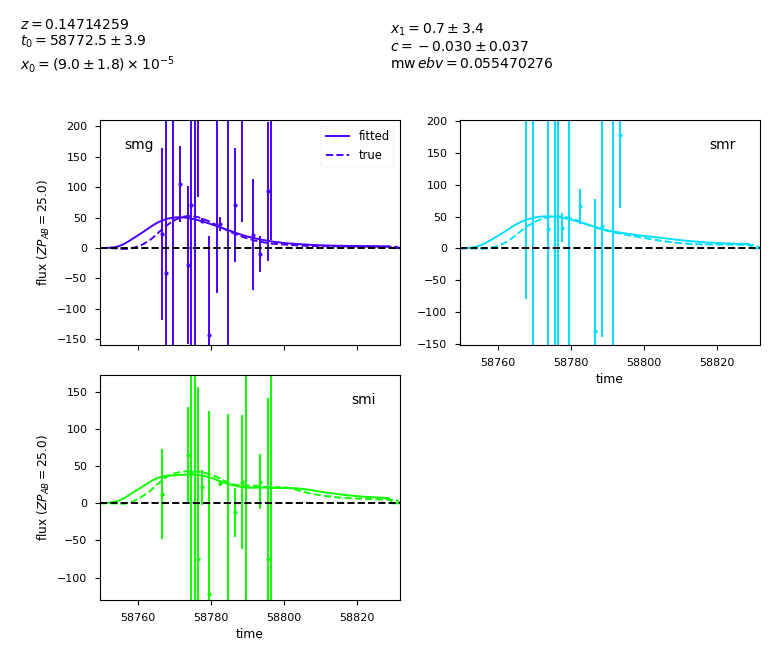 z = 0.14714259
t₀ = 58772.5 ± 3.9
x₀ = (9.0 ± 1.8) × 10⁻⁵
x₁ = 0.7 ± 3.4
c = −0.030 ± 0.037
mw ebv = 0.055470276
smg
fitted
true
200
150
100
50
0
−50
−100
−150
flux (ZP_AB = 25.0)
smr
200
150
100
50
0
−50
−100
−150
58760 58780 58800 58820
time
smi
150
100
50
0
−50
−100
flux (ZP_AB = 25.0)
58760 58780 58800 58820
time